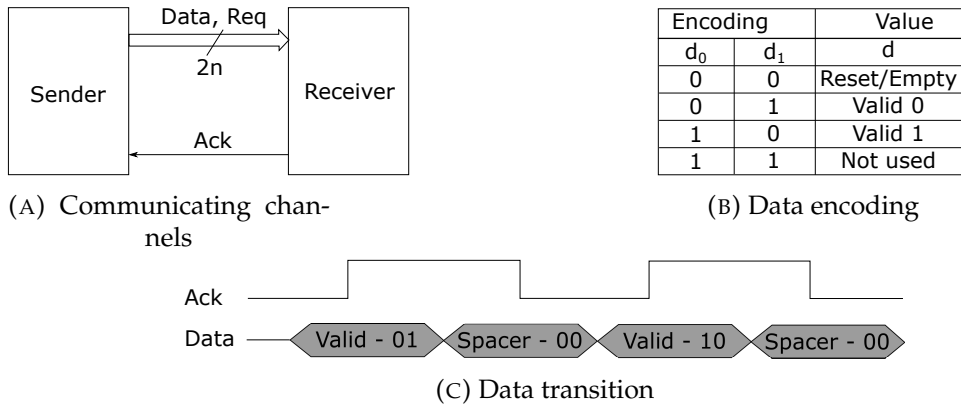 Data, Req
2n
Sender
Receiver
Ack
(A) Communicating chan-
nels
Encoding Value
d0 d1 d
0 0 Reset/Empty
0 1 Valid 0
1 0 Valid 1
1 1 Not used
(B) Data encoding
Ack
Data
Valid - 01 Spacer - 00 Valid - 10 Spacer - 00
(C) Data transition